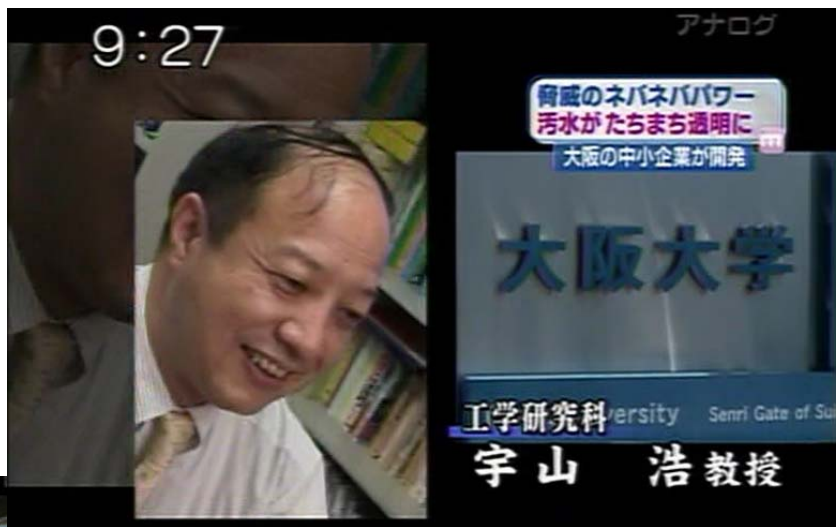 9:27
アナログ
脅威のネバネバパワー
汚水がたちまち透明に
大阪の中小企業が開発
大阪大学
ersity Senri Gate of Su
工学研究科
宇山 浩教授